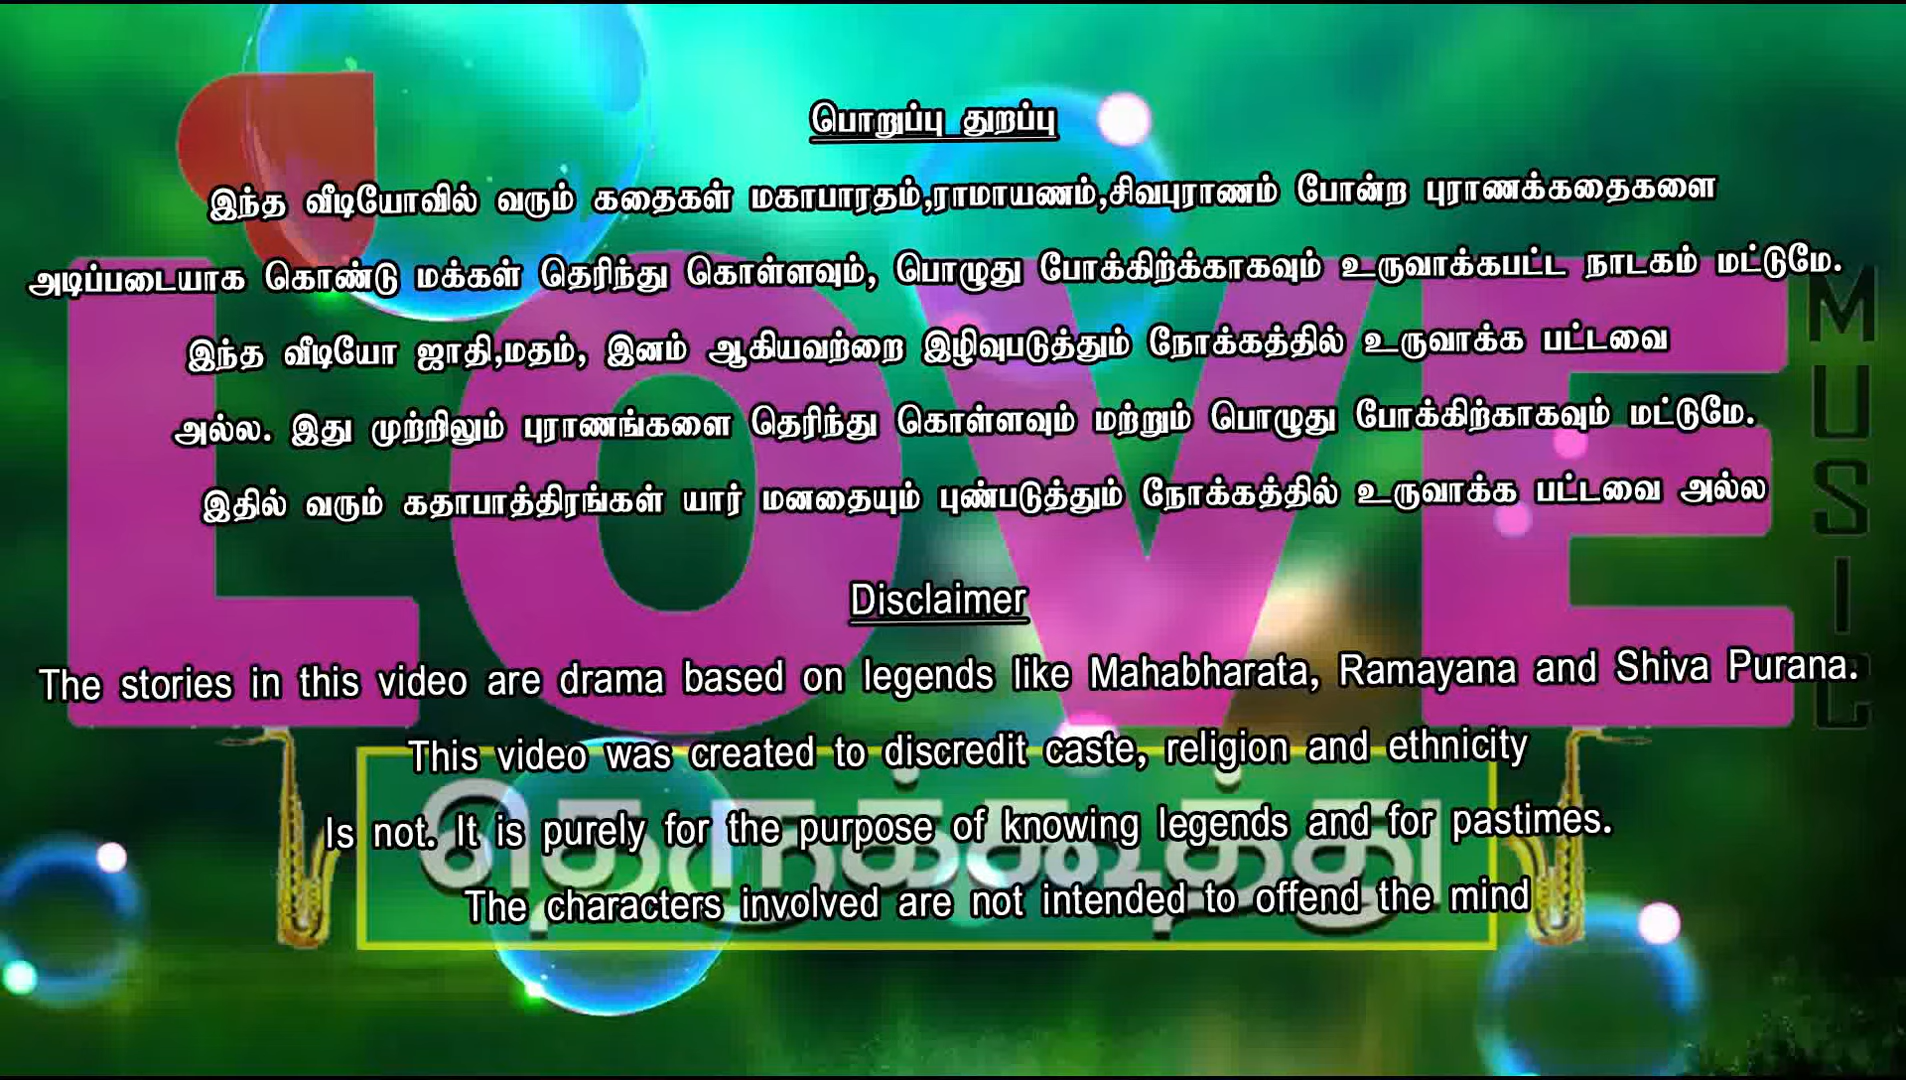 பொறுப்பு துறப்பு
இந்த வீடியோவில் வரும் கதைகள் மகாபாரதம்,ராமாயணம்,சிவபுராணம் போன்ற புராணக்கதைகளை
அடிப்படையாக கொண்டு மக்கள் தெரிந்து கொள்ளவும், பொழுது போக்கிற்க்காகவும் உருவாக்கபட்ட நாடகம் மட்டுமே.
இந்த வீடியோ ஜாதி,மதம், இனம் ஆகியவற்றை இழிவுபடுத்தும் நோக்கத்தில் உருவாக்க பட்டவை
அல்ல. இது முற்றிலும் புராணங்களை தெரிந்து கொள்ளவும் மற்றும் பொழுது போக்கிற்காகவும் மட்டுமே.
இதில் வரும் கதாபாத்திரங்கள் யார் மனதையும் புண்படுத்தும் நோக்கத்தில் உருவாக்க பட்டவை அல்ல
LOVE
MUSIC
Disclaimer
The stories in this video are drama based on legends like Mahabharata, Ramayana and Shiva Purana.
This video was created to discredit caste, religion and ethnicity
Is not. It is purely for the purpose of knowing legends and for pastimes.
The characters involved are not intended to offend the mind
தெருக்கூத்து